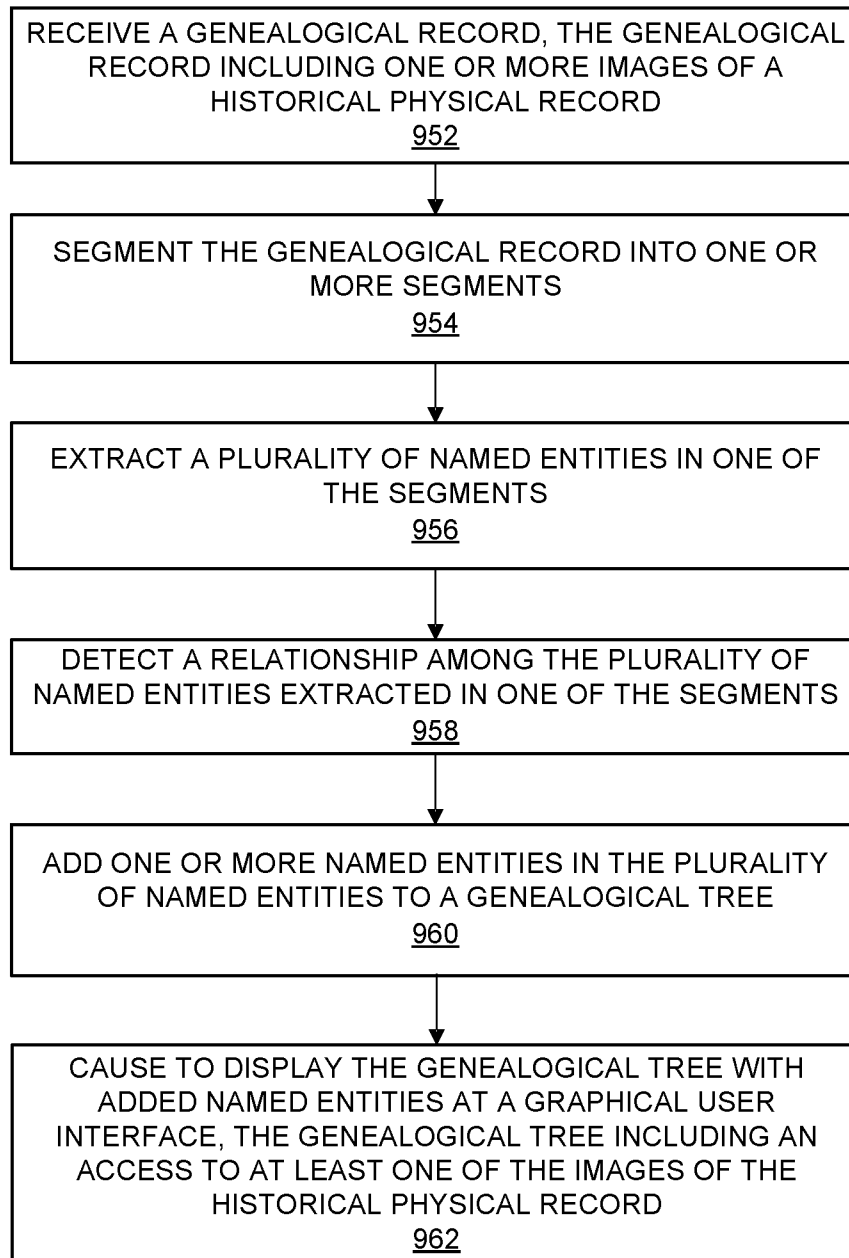 RECEIVE A GENEALOGICAL RECORD, THE GENEALOGICAL
RECORD INCLUDING ONE OR MORE IMAGES OF A
HISTORICAL PHYSICAL RECORD
952
SEGMENT THE GENEALOGICAL RECORD INTO ONE OR
MORE SEGMENTS
954
EXTRACT A PLURALITY OF NAMED ENTITIES IN ONE OF
THE SEGMENTS
956
DETECT A RELATIONSHIP AMONG THE PLURALITY OF
NAMED ENTITIES EXTRACTED IN ONE OF THE SEGMENTS
958
ADD ONE OR MORE NAMED ENTITIES IN THE PLURALITY
OF NAMED ENTITIES TO A GENEALOGICAL TREE
960
CAUSE TO DISPLAY THE GENEALOGICAL TREE WITH
ADDED NAMED ENTITIES AT A GRAPHICAL USER
INTERFACE, THE GENEALOGICAL TREE INCLUDING AN
ACCESS TO AT LEAST ONE OF THE IMAGES OF THE
HISTORICAL PHYSICAL RECORD
962